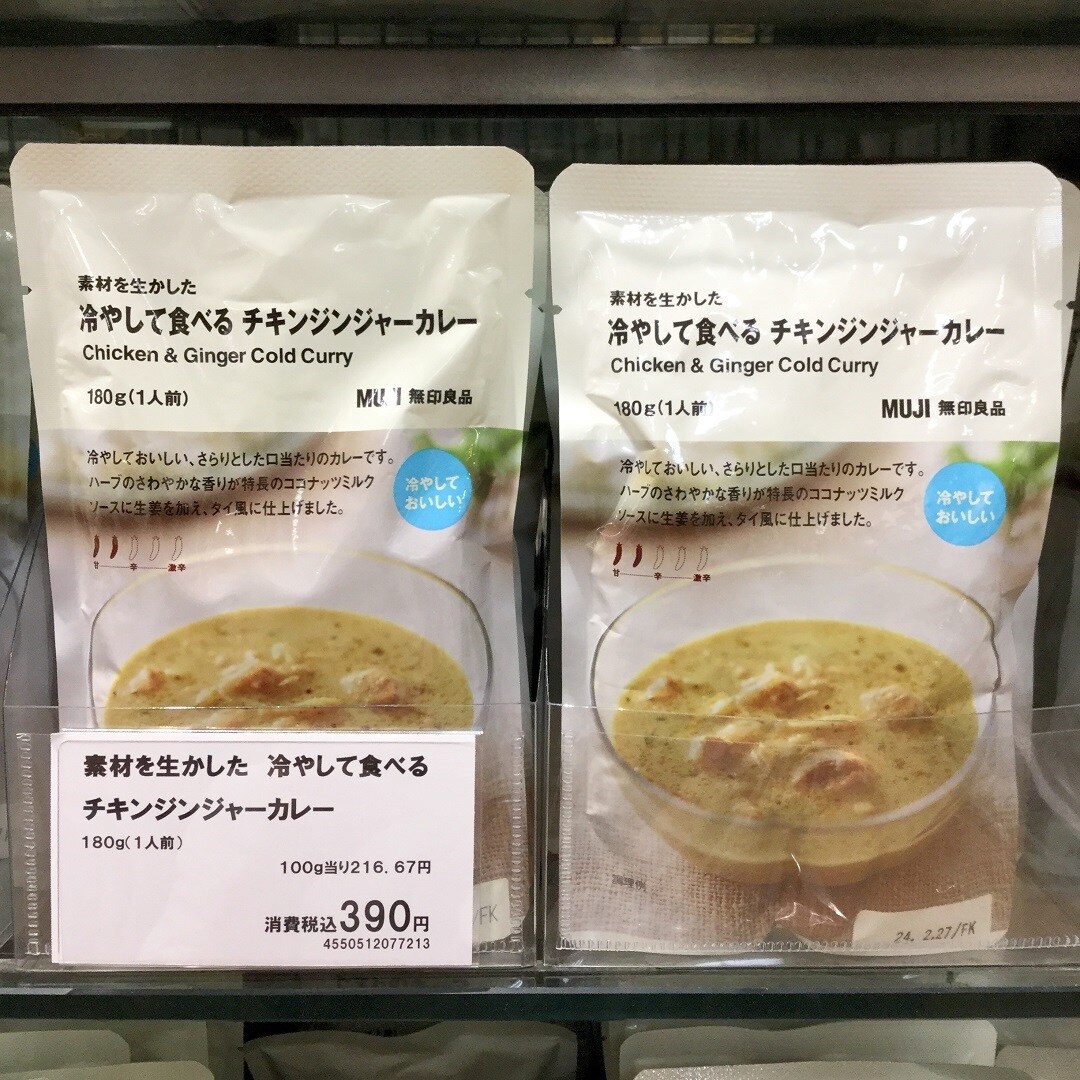 素材を生かした
冷やして食べる チキンジンジャーカレー
Chicken & Ginger Cold Curry
180g(1人前)
MUJI 無印良品
冷やしておいしい、さらりとした口当たりのカレーです。
ハーブのさわやかな香りが特長のココナッツミルク
ソースに生姜を加え、タイ風に仕上げました。
冷やして
おいしい!
甘 辛 激辛
/FK
素材を生かした 冷やして食べる
チキンジンジャーカレー
180g(1人前)
100g当り216.67円
消費税込390円
4550512077213
素材を生かした
冷やして食べる チキンジンジャーカレー
Chicken & Ginger Cold Curry
180g(1人前)
MUJI 無印良品
冷やしておいしい、さらりとした口当たりのカレーです。
ハーブのさわやかな香りが特長のココナッツミルク
ソースに生姜を加え、タイ風に仕上げました。
冷やして
おいしい
甘 辛 激辛
調理例
24. 2.27/FK